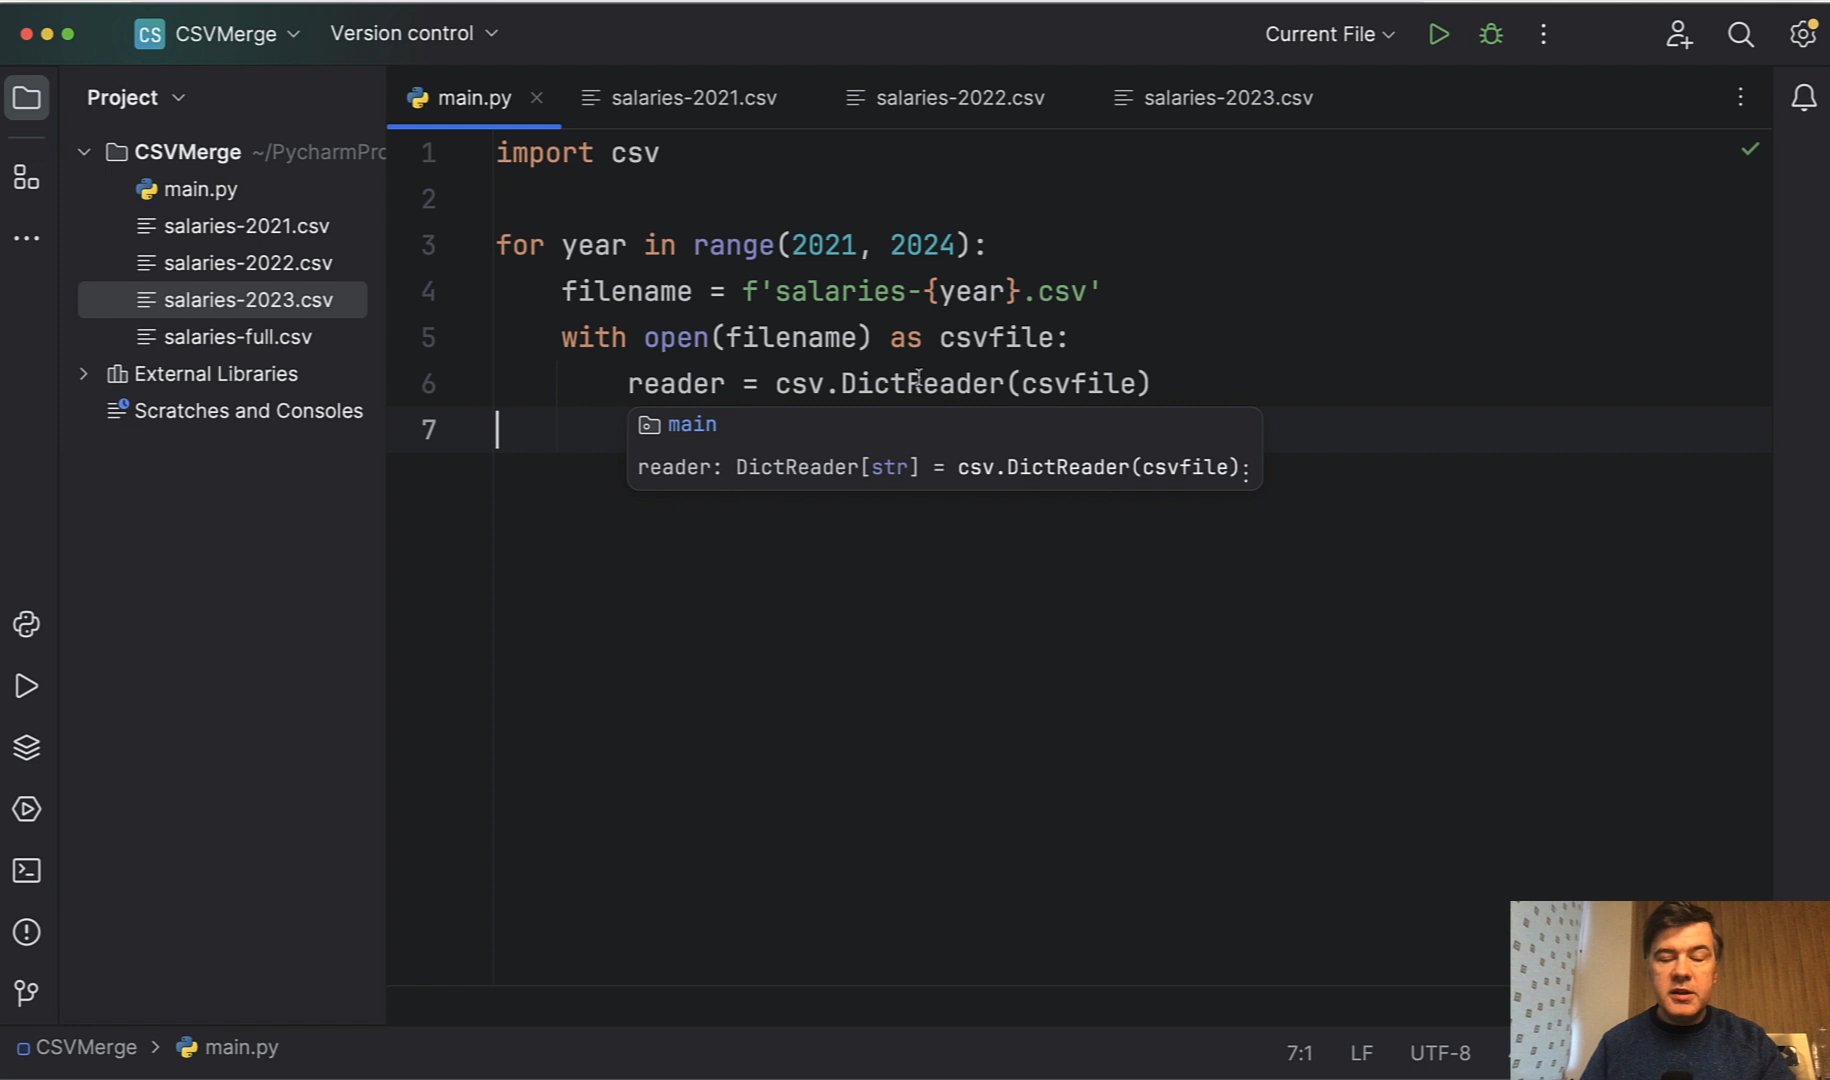 CS CSVMerge Version control Current File
Project main.py salaries-2021.csv salaries-2022.csv salaries-2023.csv
CSVMerge ~/PycharmPro
main.py
salaries-2021.csv
salaries-2022.csv
salaries-2023.csv
salaries-full.csv
External Libraries
Scratches and Consoles
1 import csv
2
3 for year in range(2021, 2024):
4 filename = f'salaries-{year}.csv'
5 with open(filename) as csvfile:
6 reader = csv.DictReader(csvfile)
7
main
reader: DictReader[str] = csv.DictReader(csvfile)
CSVMerge > main.py 7:1 LF UTF-8